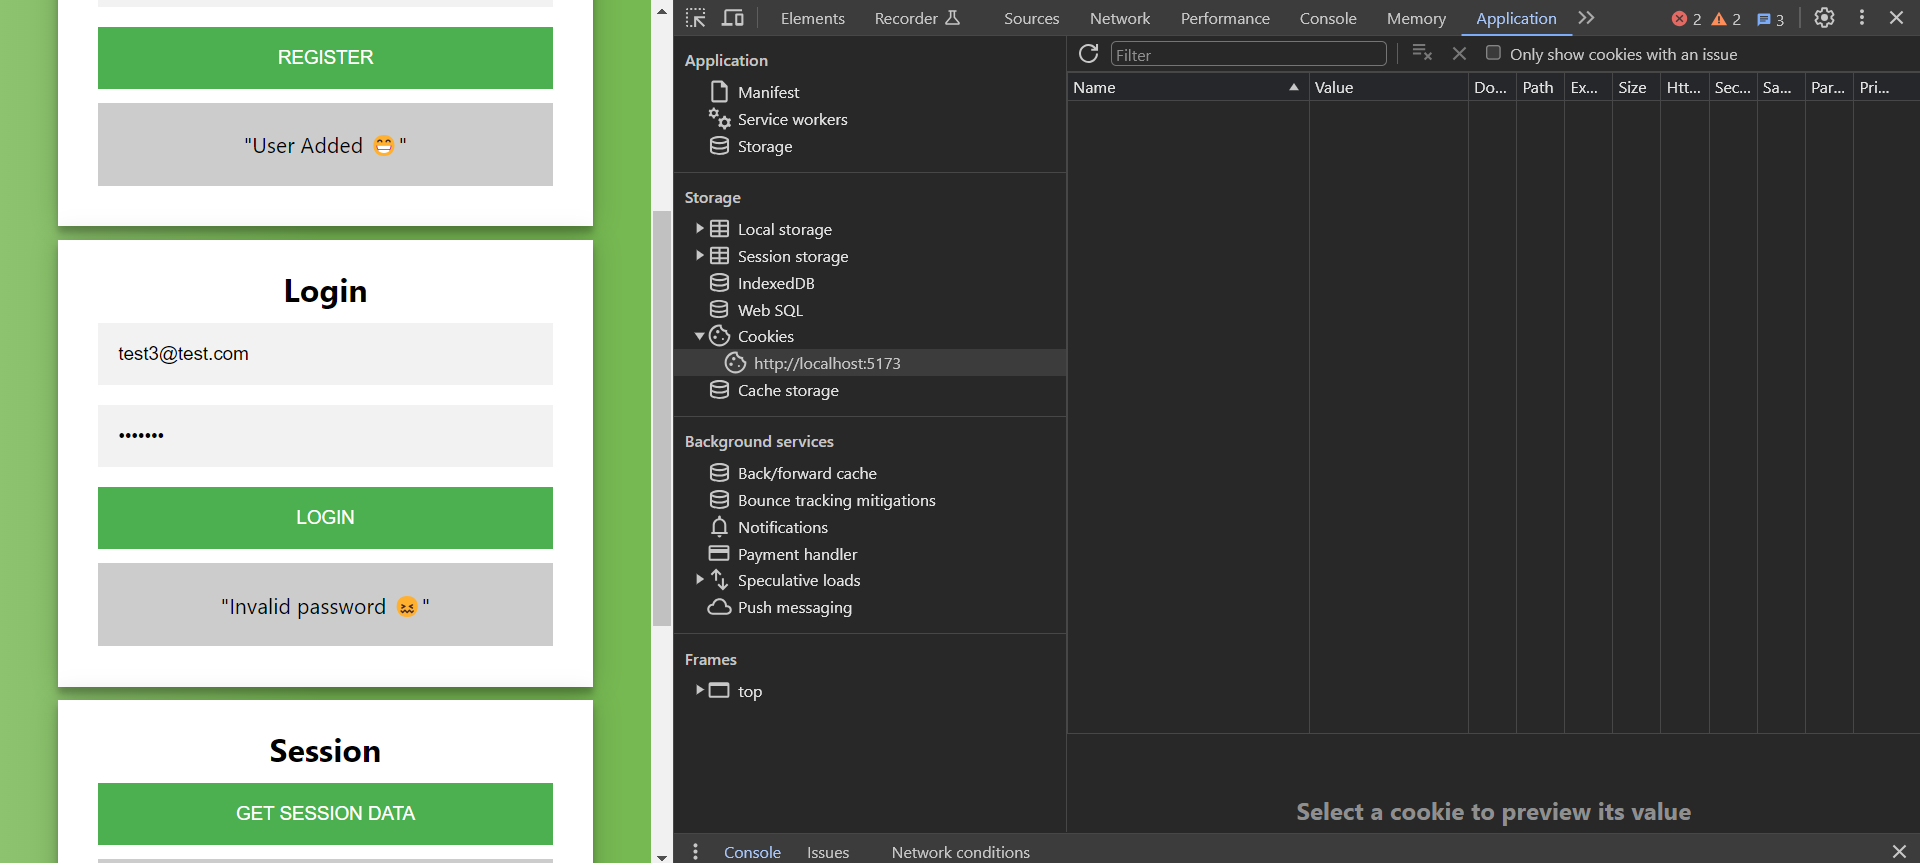 REGISTER
"User Added 😁"
Login
test3@test.com
•••••••
LOGIN
"Invalid password 😖"
Session
GET SESSION DATA
Elements Recorder Sources Network Performance Console Memory Application 2 2 3
Application
Manifest
Service workers
Storage
Storage
Local storage
Session storage
IndexedDB
Web SQL
Cookies
http://localhost:5173
Cache storage
Background services
Back/forward cache
Bounce tracking mitigations
Notifications
Payment handler
Speculative loads
Push messaging
Frames
top
Filter Only show cookies with an issue
Name Value Do... Path Ex... Size Htt... Sec... Sa... Par... Pri...
Select a cookie to preview its value
Console Issues Network conditions